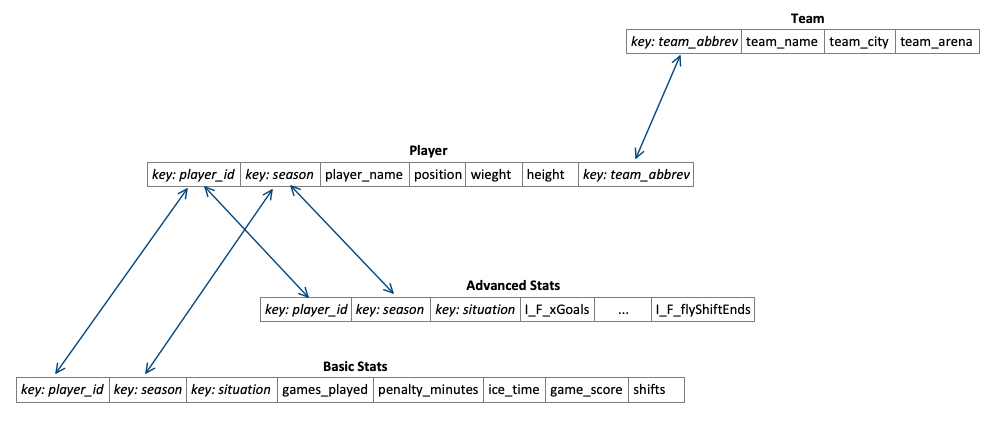 Team
key: team_abbrev team_name team_city team_arena
Player
key: player_id key: season player_name position wieght height key: team_abbrev
Advanced Stats
key: player_id key: season key: situation I_F_xGoals ... I_F_flyShiftEnds
Basic Stats
key: player_id key: season key: situation games_played penalty_minutes ice_time game_score shifts